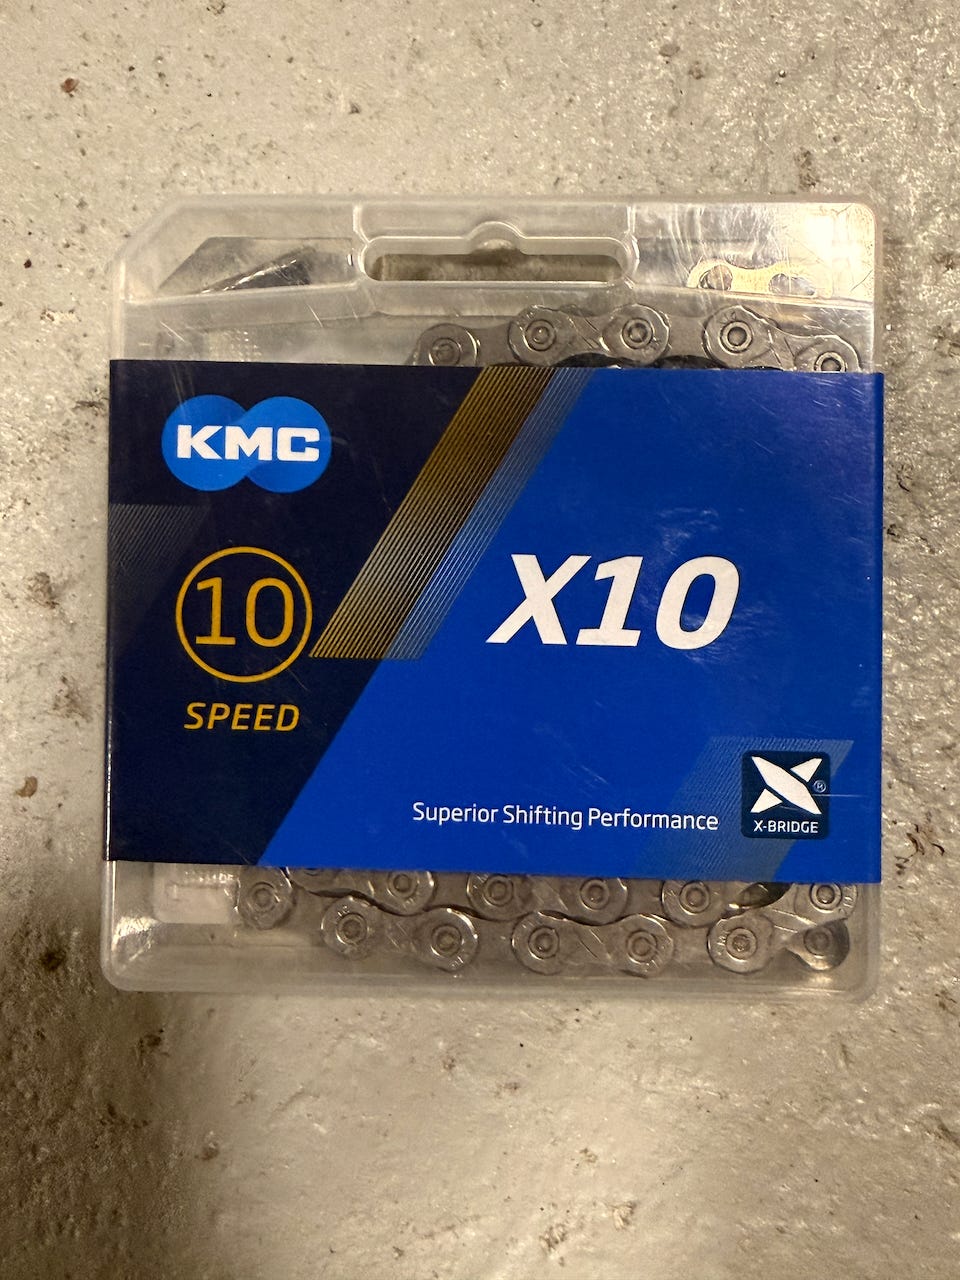 KMC
10
SPEED
X10
Superior Shifting Performance
®
X-BRIDGE